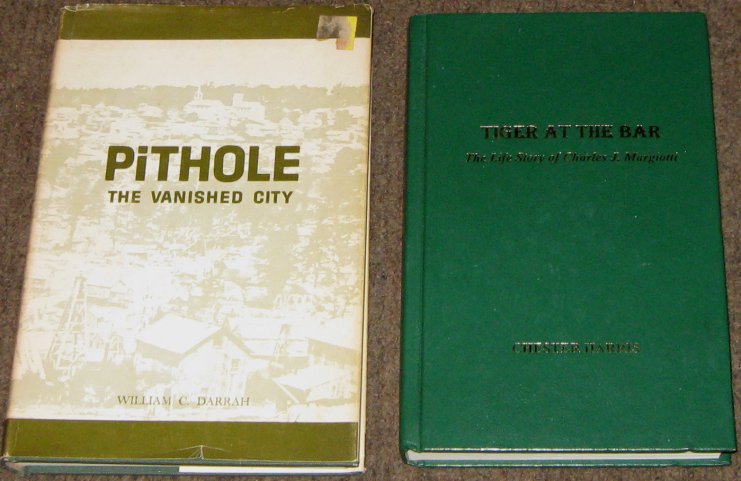 PiTHOLE
THE VANISHED CITY
WILLIAM C. DARRAH
TIGER AT THE BAR
The Life Story of Charles J. Margiotti
CHESTER HARRIS